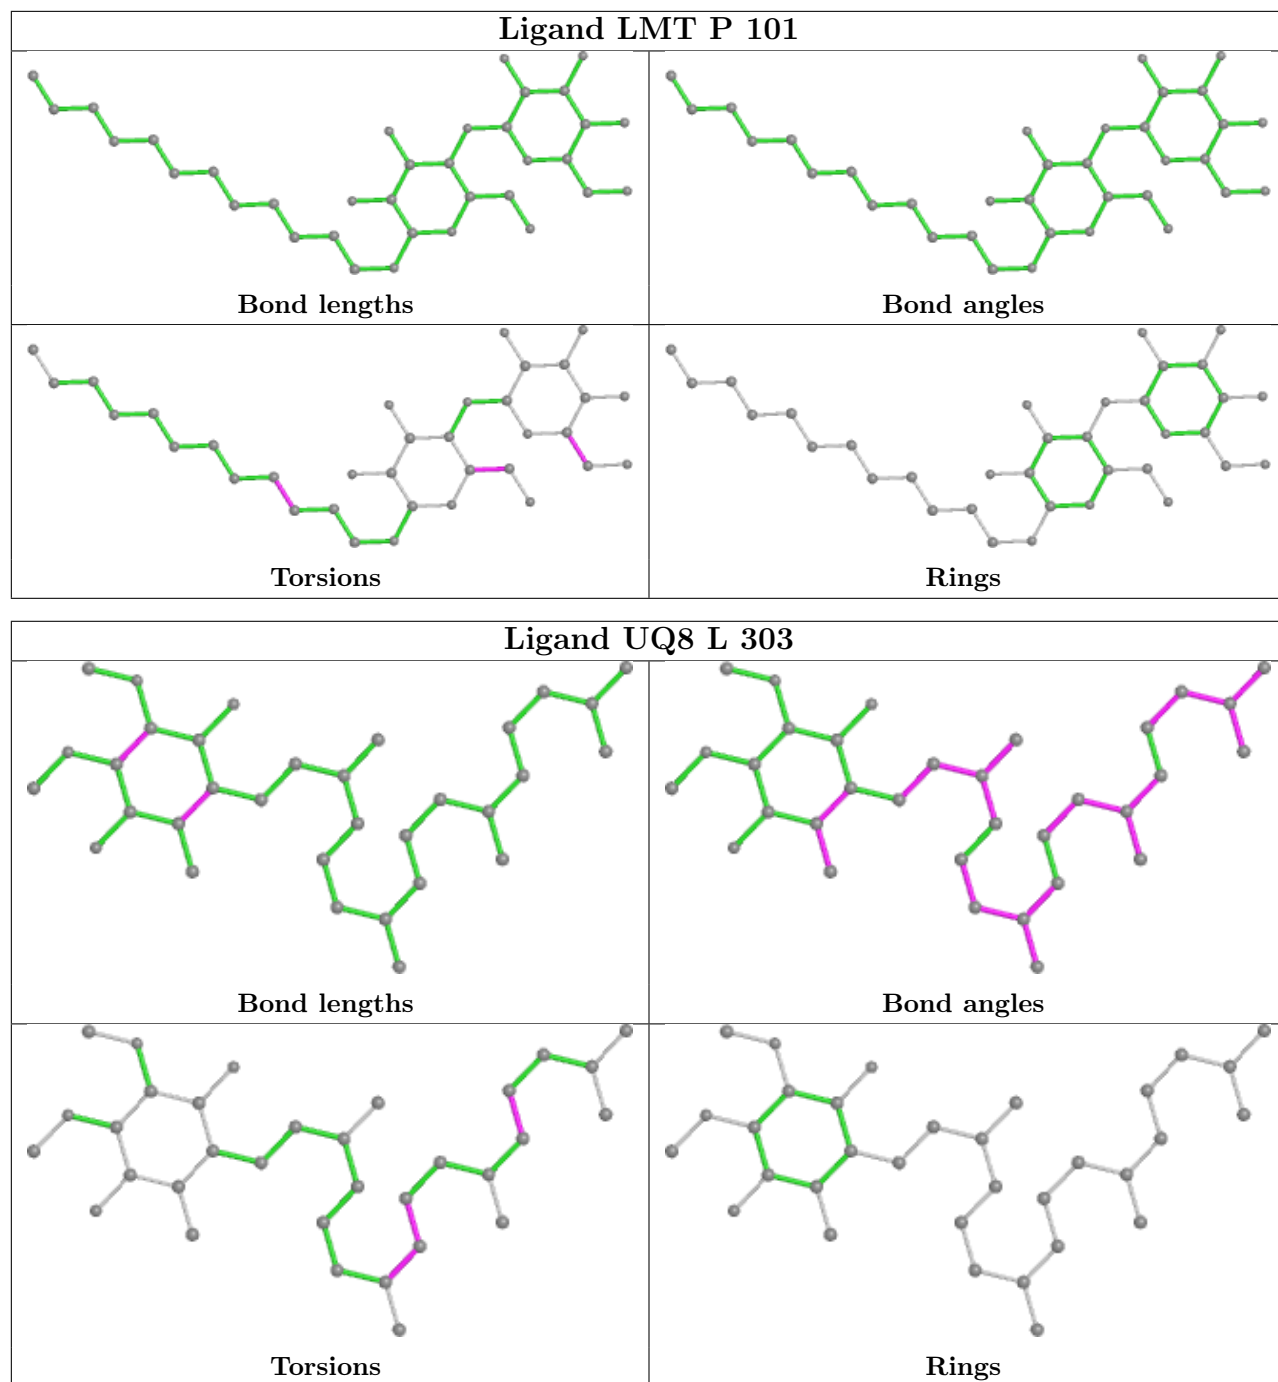 Ligand LMT P 101
Bond lengths
Bond angles
Torsions
Rings
Ligand UQ8 L 303
Bond lengths
Bond angles
Torsions
Rings